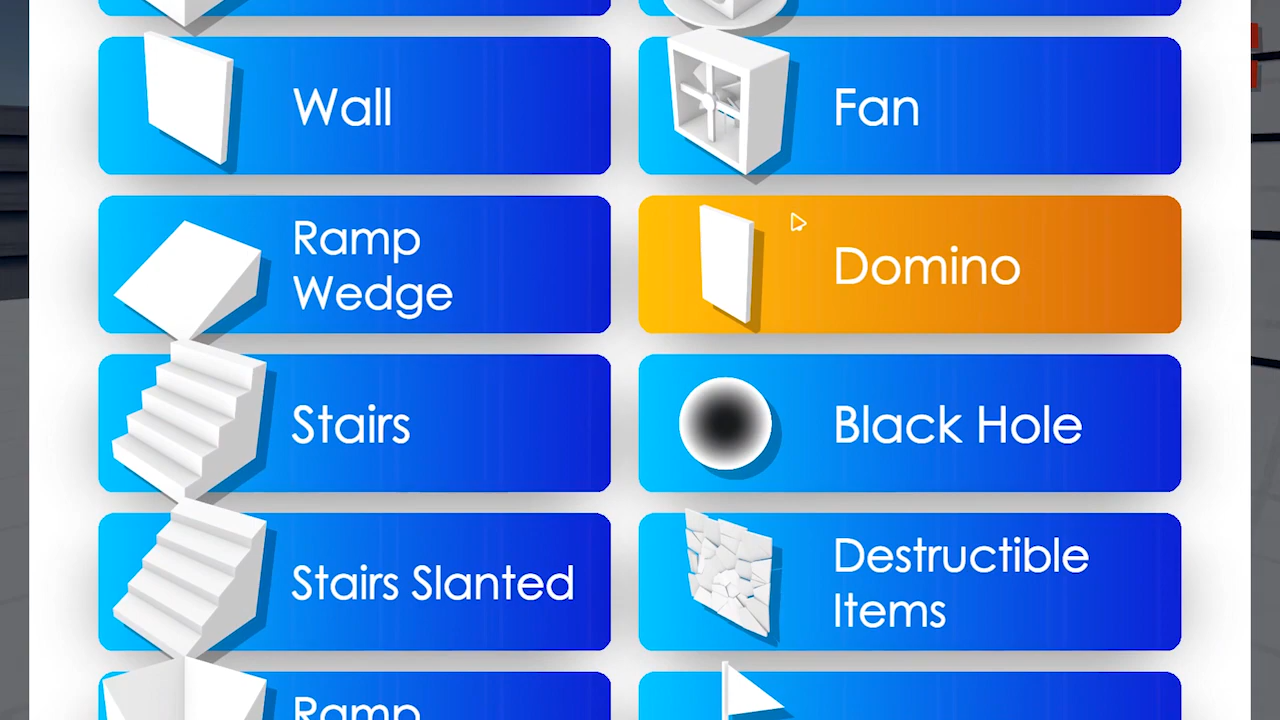 Wall
Fan
Ramp
Wedge
Domino
Stairs
Black Hole
Stairs Slanted
Destructible
Items
Ramp